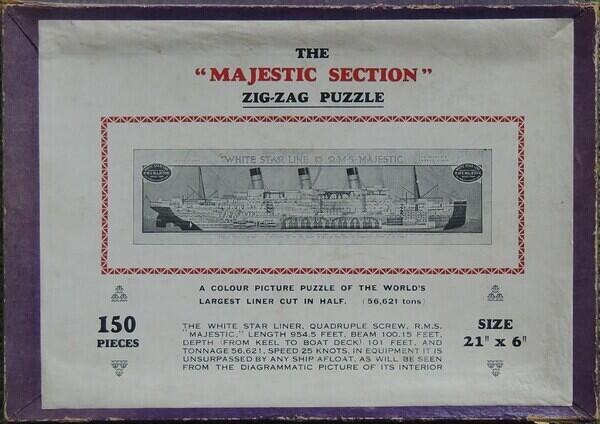 THE
"MAJESTIC SECTION"
ZIG-ZAG PUZZLE
WHITE STAR LINE R.M.S. MAJESTIC
A COLOUR PICTURE PUZZLE OF THE WORLD'S
LARGEST LINER CUT IN HALF. (56,621 tons)
150
PIECES
THE WHITE STAR LINER, QUADRUPLE SCREW, R.M.S.
"MAJESTIC," LENGTH 954.5 FEET, BEAM 100.15 FEET,
DEPTH (FROM KEEL TO BOAT DECK) 101 FEET, AND
TONNAGE 56,621, SPEED 25 KNOTS, IN EQUIPMENT IT IS
UNSURPASSED BY ANY SHIP AFLOAT, AS WILL BE SEEN
FROM THE DIAGRAMMATIC PICTURE OF ITS INTERIOR
SIZE
21" x 6"